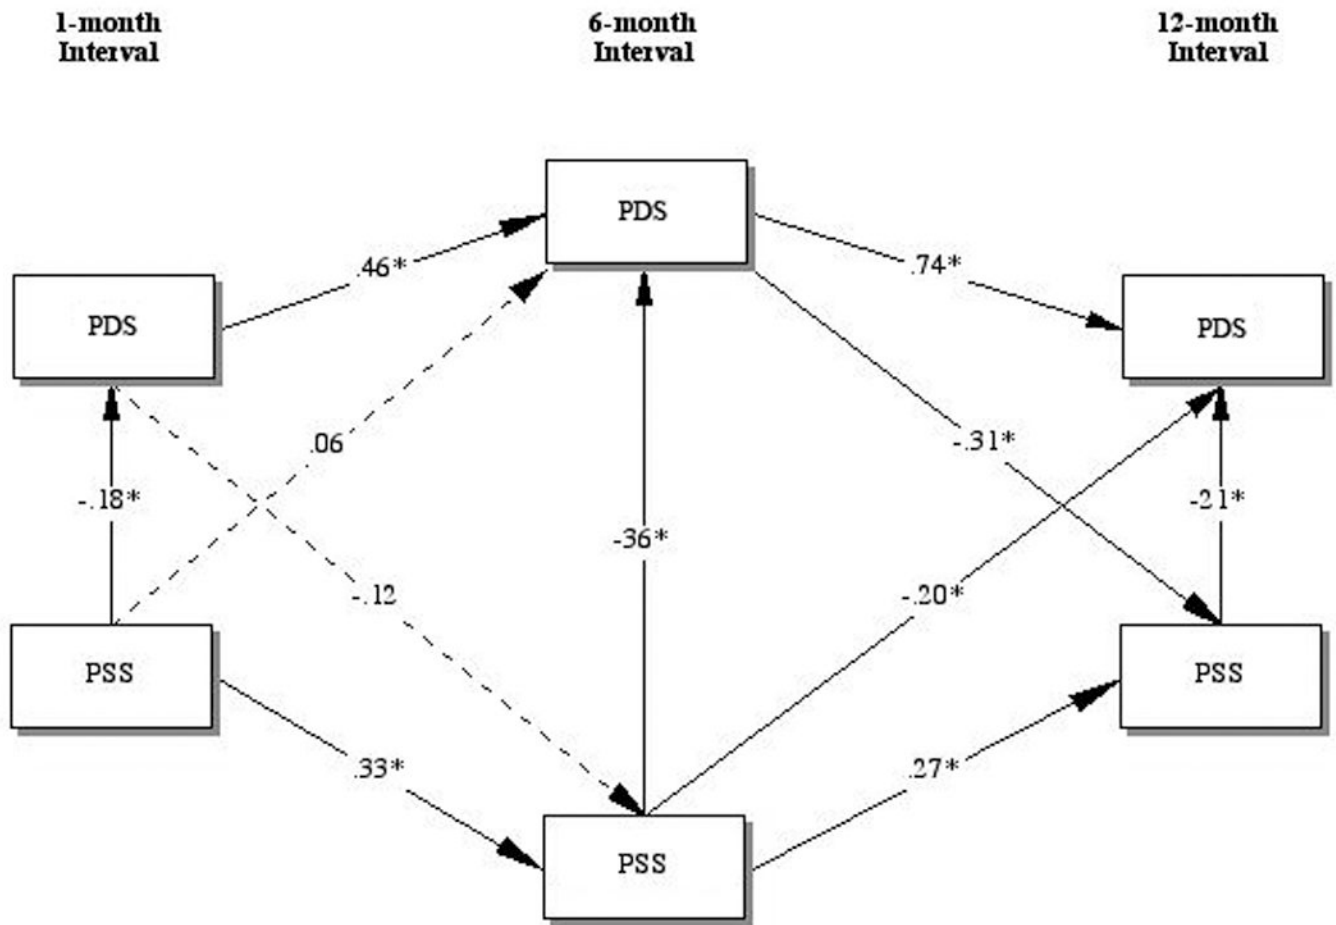 1-month
Interval
6-month
Interval
12-month
Interval
PDS
.46*
.74*
PDS
PDS
.06
-.31*
-.18*
-36*
-21*
-.12
-.20*
PSS
PSS
.33*
.27*
PSS